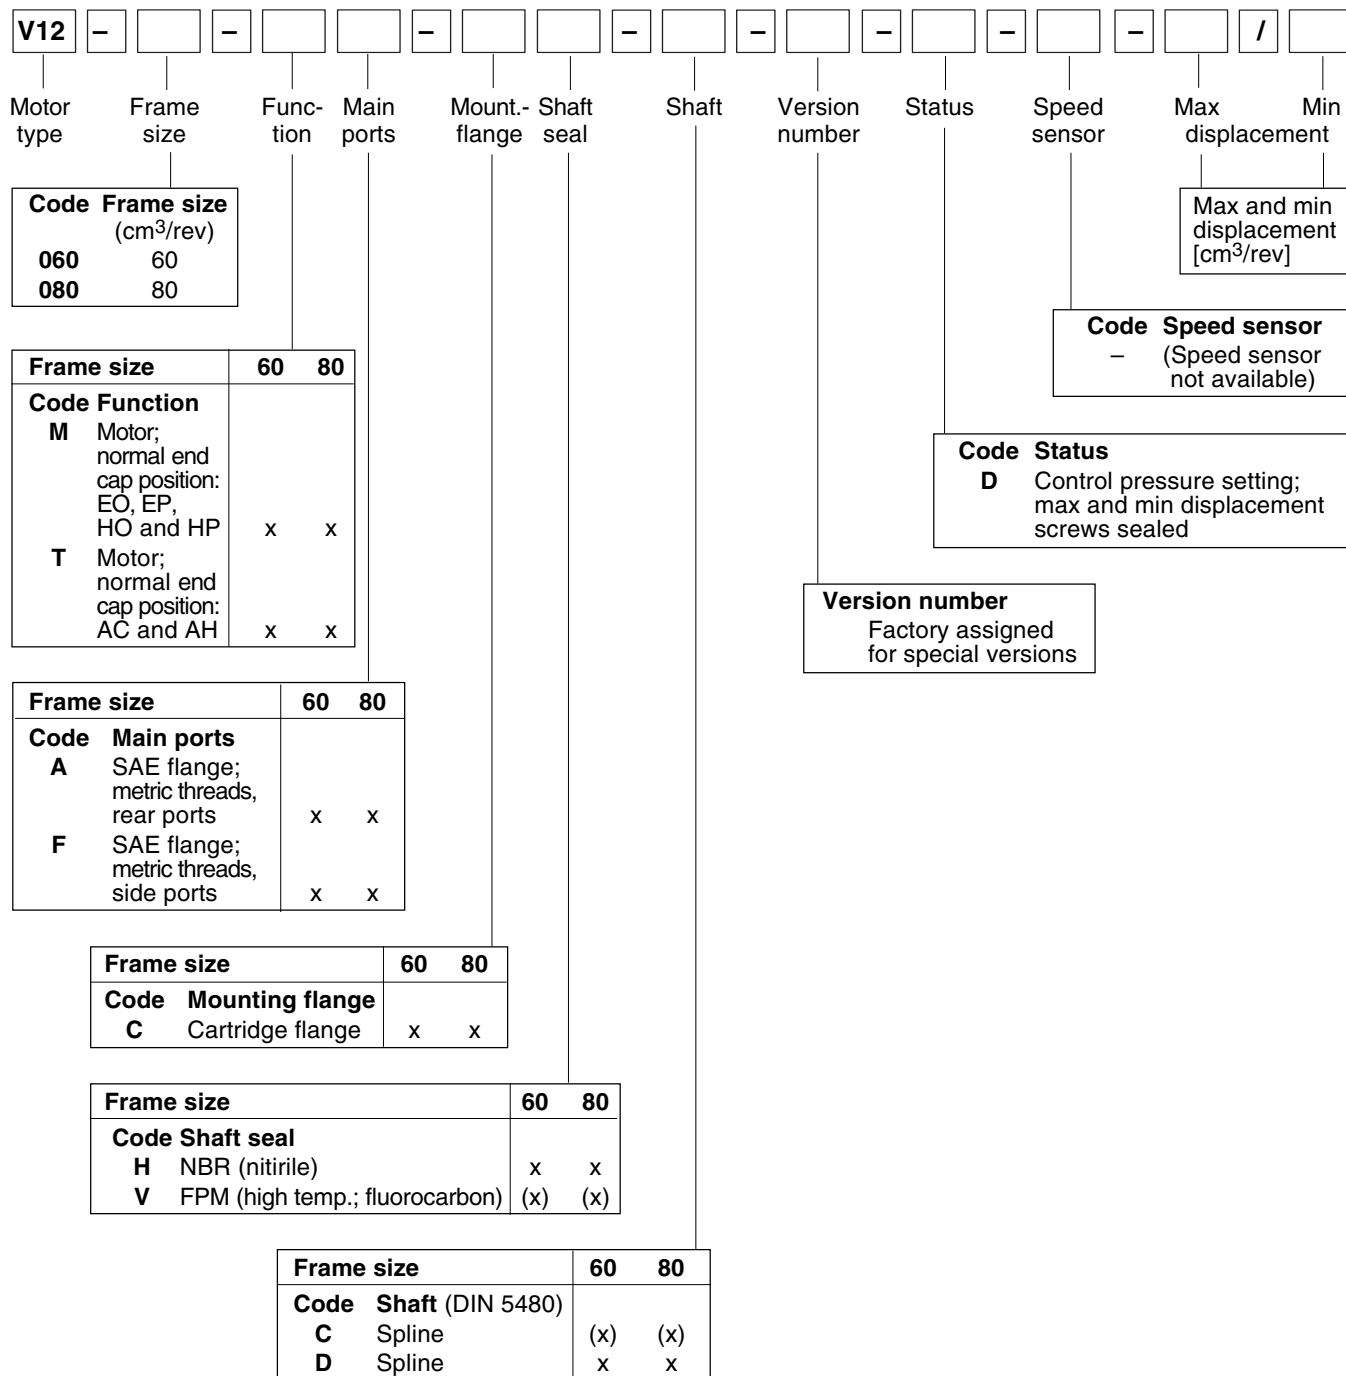 V12 – – – – – – – – /
Motor type
Frame size
Func- tion
Main ports
Mount.- flange
Shaft seal
Shaft
Version number
Status
Speed sensor
Max Min
displacement
Code Frame size
(cm3/rev)
060 60
080 80
Max and min
displacement
[cm3/rev]
Code Speed sensor
– (Speed sensor
not available)
Frame size 60 80
Code Function
M Motor;
normal end
cap position:
EO, EP,
HO and HP x x
T Motor;
normal end
cap position:
AC and AH x x
Code Status
D Control pressure setting;
max and min displacement
screws sealed
Version number
Factory assigned
for special versions
Frame size 60 80
Code Main ports
A SAE flange;
metric threads,
rear ports x x
F SAE flange;
metric threads,
side ports x x
Frame size 60 80
Code Mounting flange
C Cartridge flange x x
Frame size 60 80
Code Shaft seal
H NBR (nitirile) x x
V FPM (high temp.; fluorocarbon) (x) (x)
Frame size 60 80
Code Shaft (DIN 5480)
C Spline (x) (x)
D Spline x x